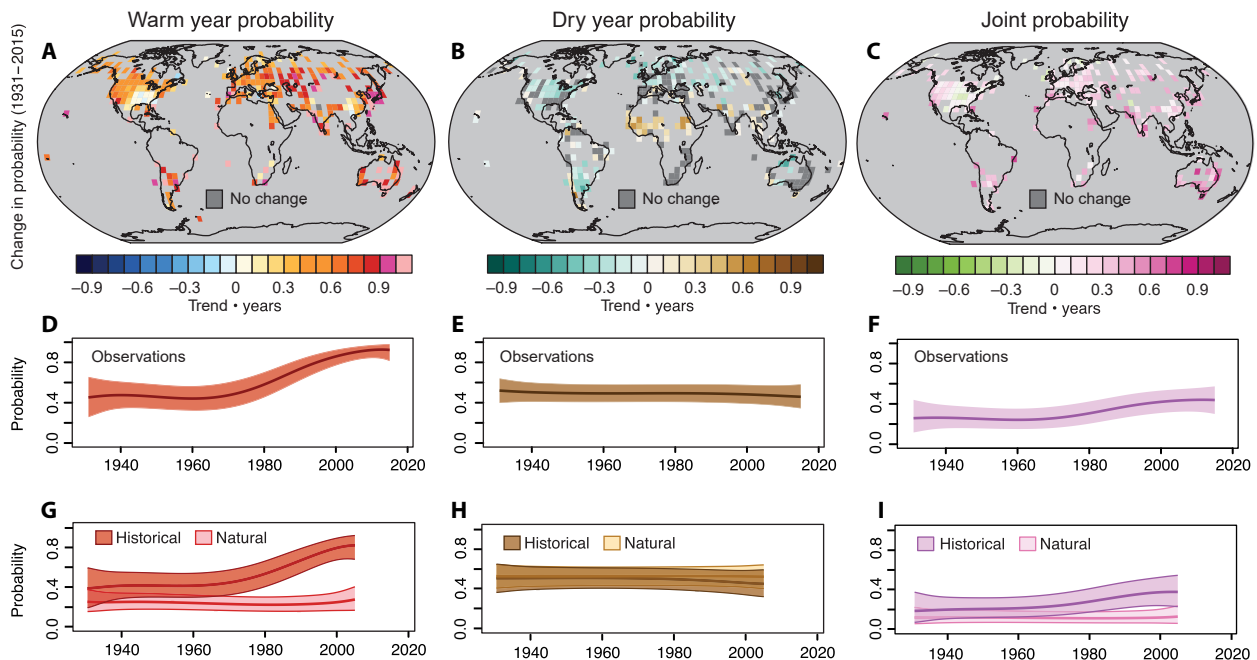 Warm year probability
Dry year probability
Joint probability
Change in probability (1931–2015)
A
B
C
No change
No change
No change
–0.9 –0.6 –0.3 0 0.3 0.6 0.9
–0.9 –0.6 –0.3 0 0.3 0.6 0.9
–0.9 –0.6 –0.3 0 0.3 0.6 0.9
Trend • years
Trend • years
Trend • years
D
E
F
Probability
Observations
Observations
Observations
0.0 0.4 0.8
0.0 0.4 0.8
0.0 0.4 0.8
1940 1960 1980 2000 2020
1940 1960 1980 2000 2020
1940 1960 1980 2000 2020
G
H
I
Probability
Historical Natural
Historical Natural
Historical Natural
0.0 0.4 0.8
0.0 0.4 0.8
0.0 0.4 0.8
1940 1960 1980 2000 2020
1940 1960 1980 2000 2020
1940 1960 1980 2000 2020